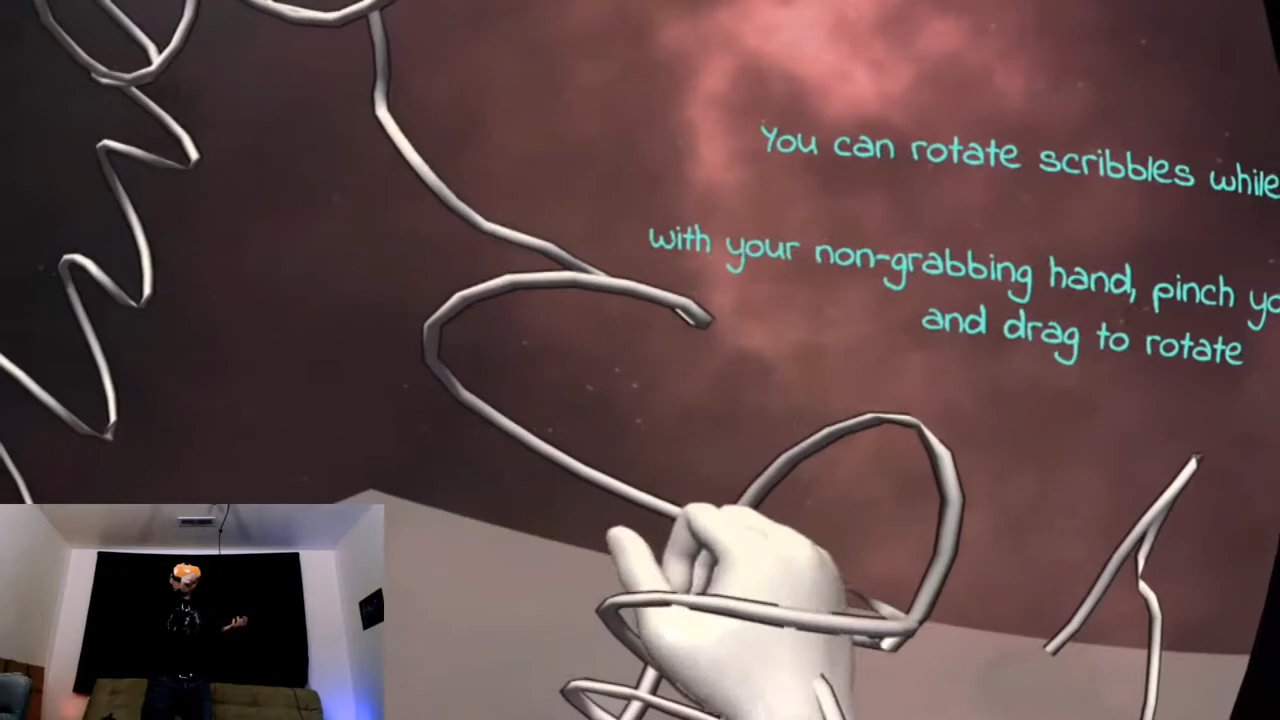 You can rotate scribbles while
with your non-grabbing hand, pinch
and drag to rotate